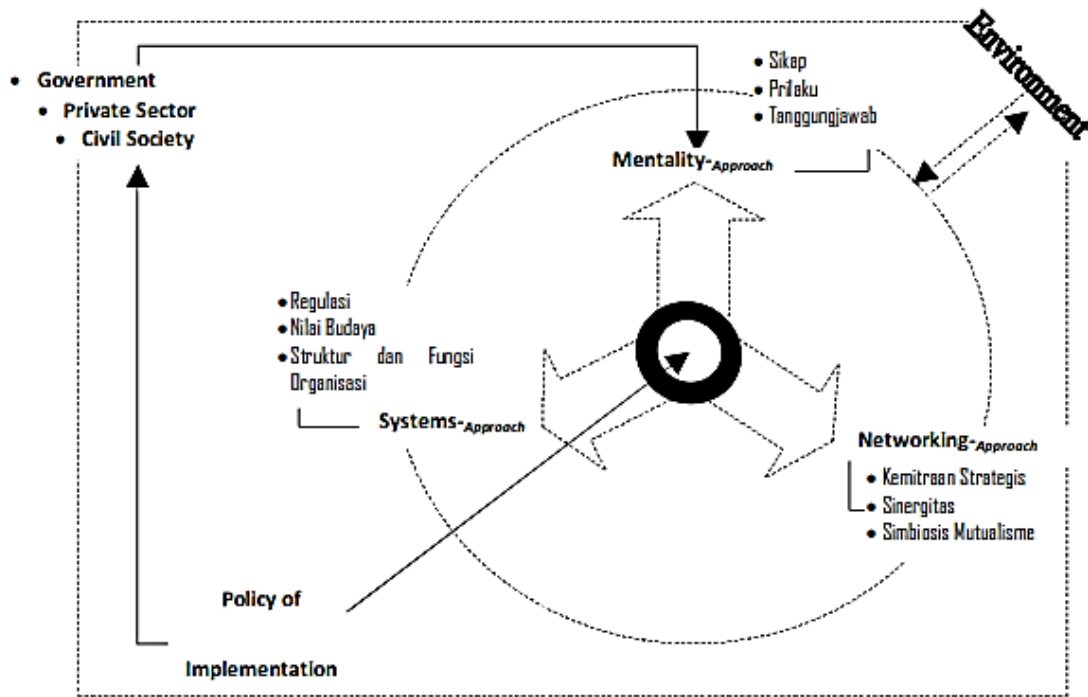 Environment
• Government
• Private Sector
• Civil Society
• Sikap
• Prilaku
• Tanggungjawab
Mentality-Approach
• Regulasi
• Nilai Budaya
• Struktur dan Fungsi
Organisasi
Systems-Approach
Networking-Approach
• Kemitraan Strategis
• Sinergitas
• Simbiosis Mutualisme
Policy of
Implementation